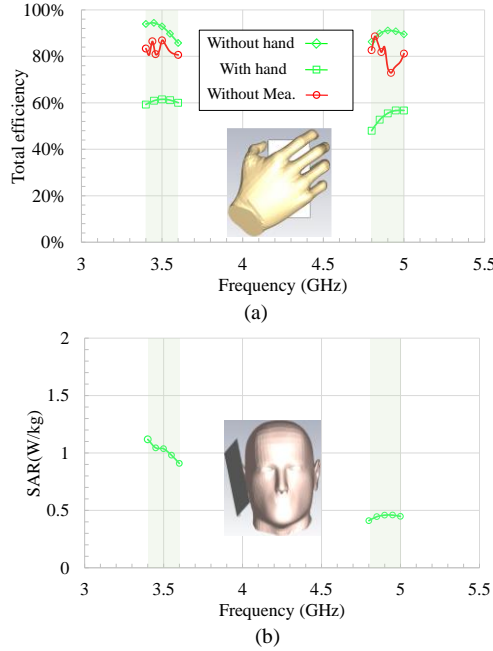 100%
80%
60%
40%
20%
0%
Total efficiency
Without hand
With hand
Without Mea.
3
3.5
4
4.5
5
5.5
Frequency (GHz)
(a)
2
1.5
1
0.5
0
SAR(W/kg)
3
3.5
4
4.5
5
5.5
Frequency (GHz)
(b)